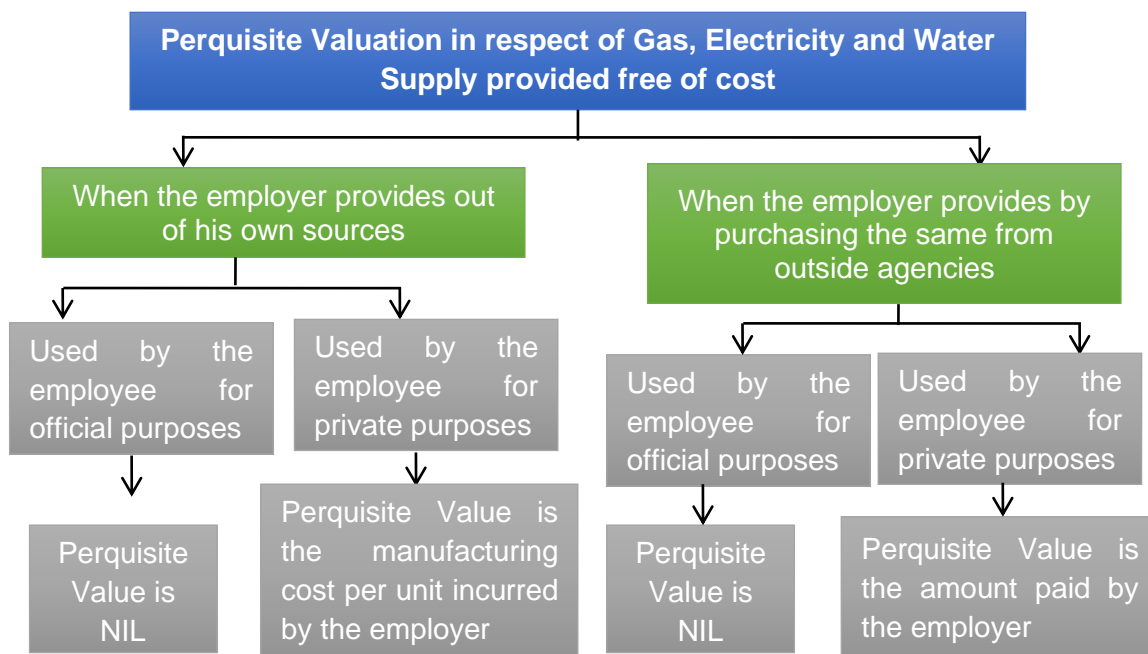 Perquisite Valuation in respect of Gas, Electricity and Water
Supply provided free of cost
When the employer provides out
of his own sources
When the employer provides by
purchasing the same from
outside agencies
Used by the
employee for
official purposes
Used by the
employee for
private purposes
Used by the
employee for
official purposes
Used by the
employee for
private purposes
Perquisite
Value is
NIL
Perquisite Value is
the manufacturing
cost per unit incurred
by the employer
Perquisite
Value is
NIL
Perquisite Value is
the amount paid by
the employer